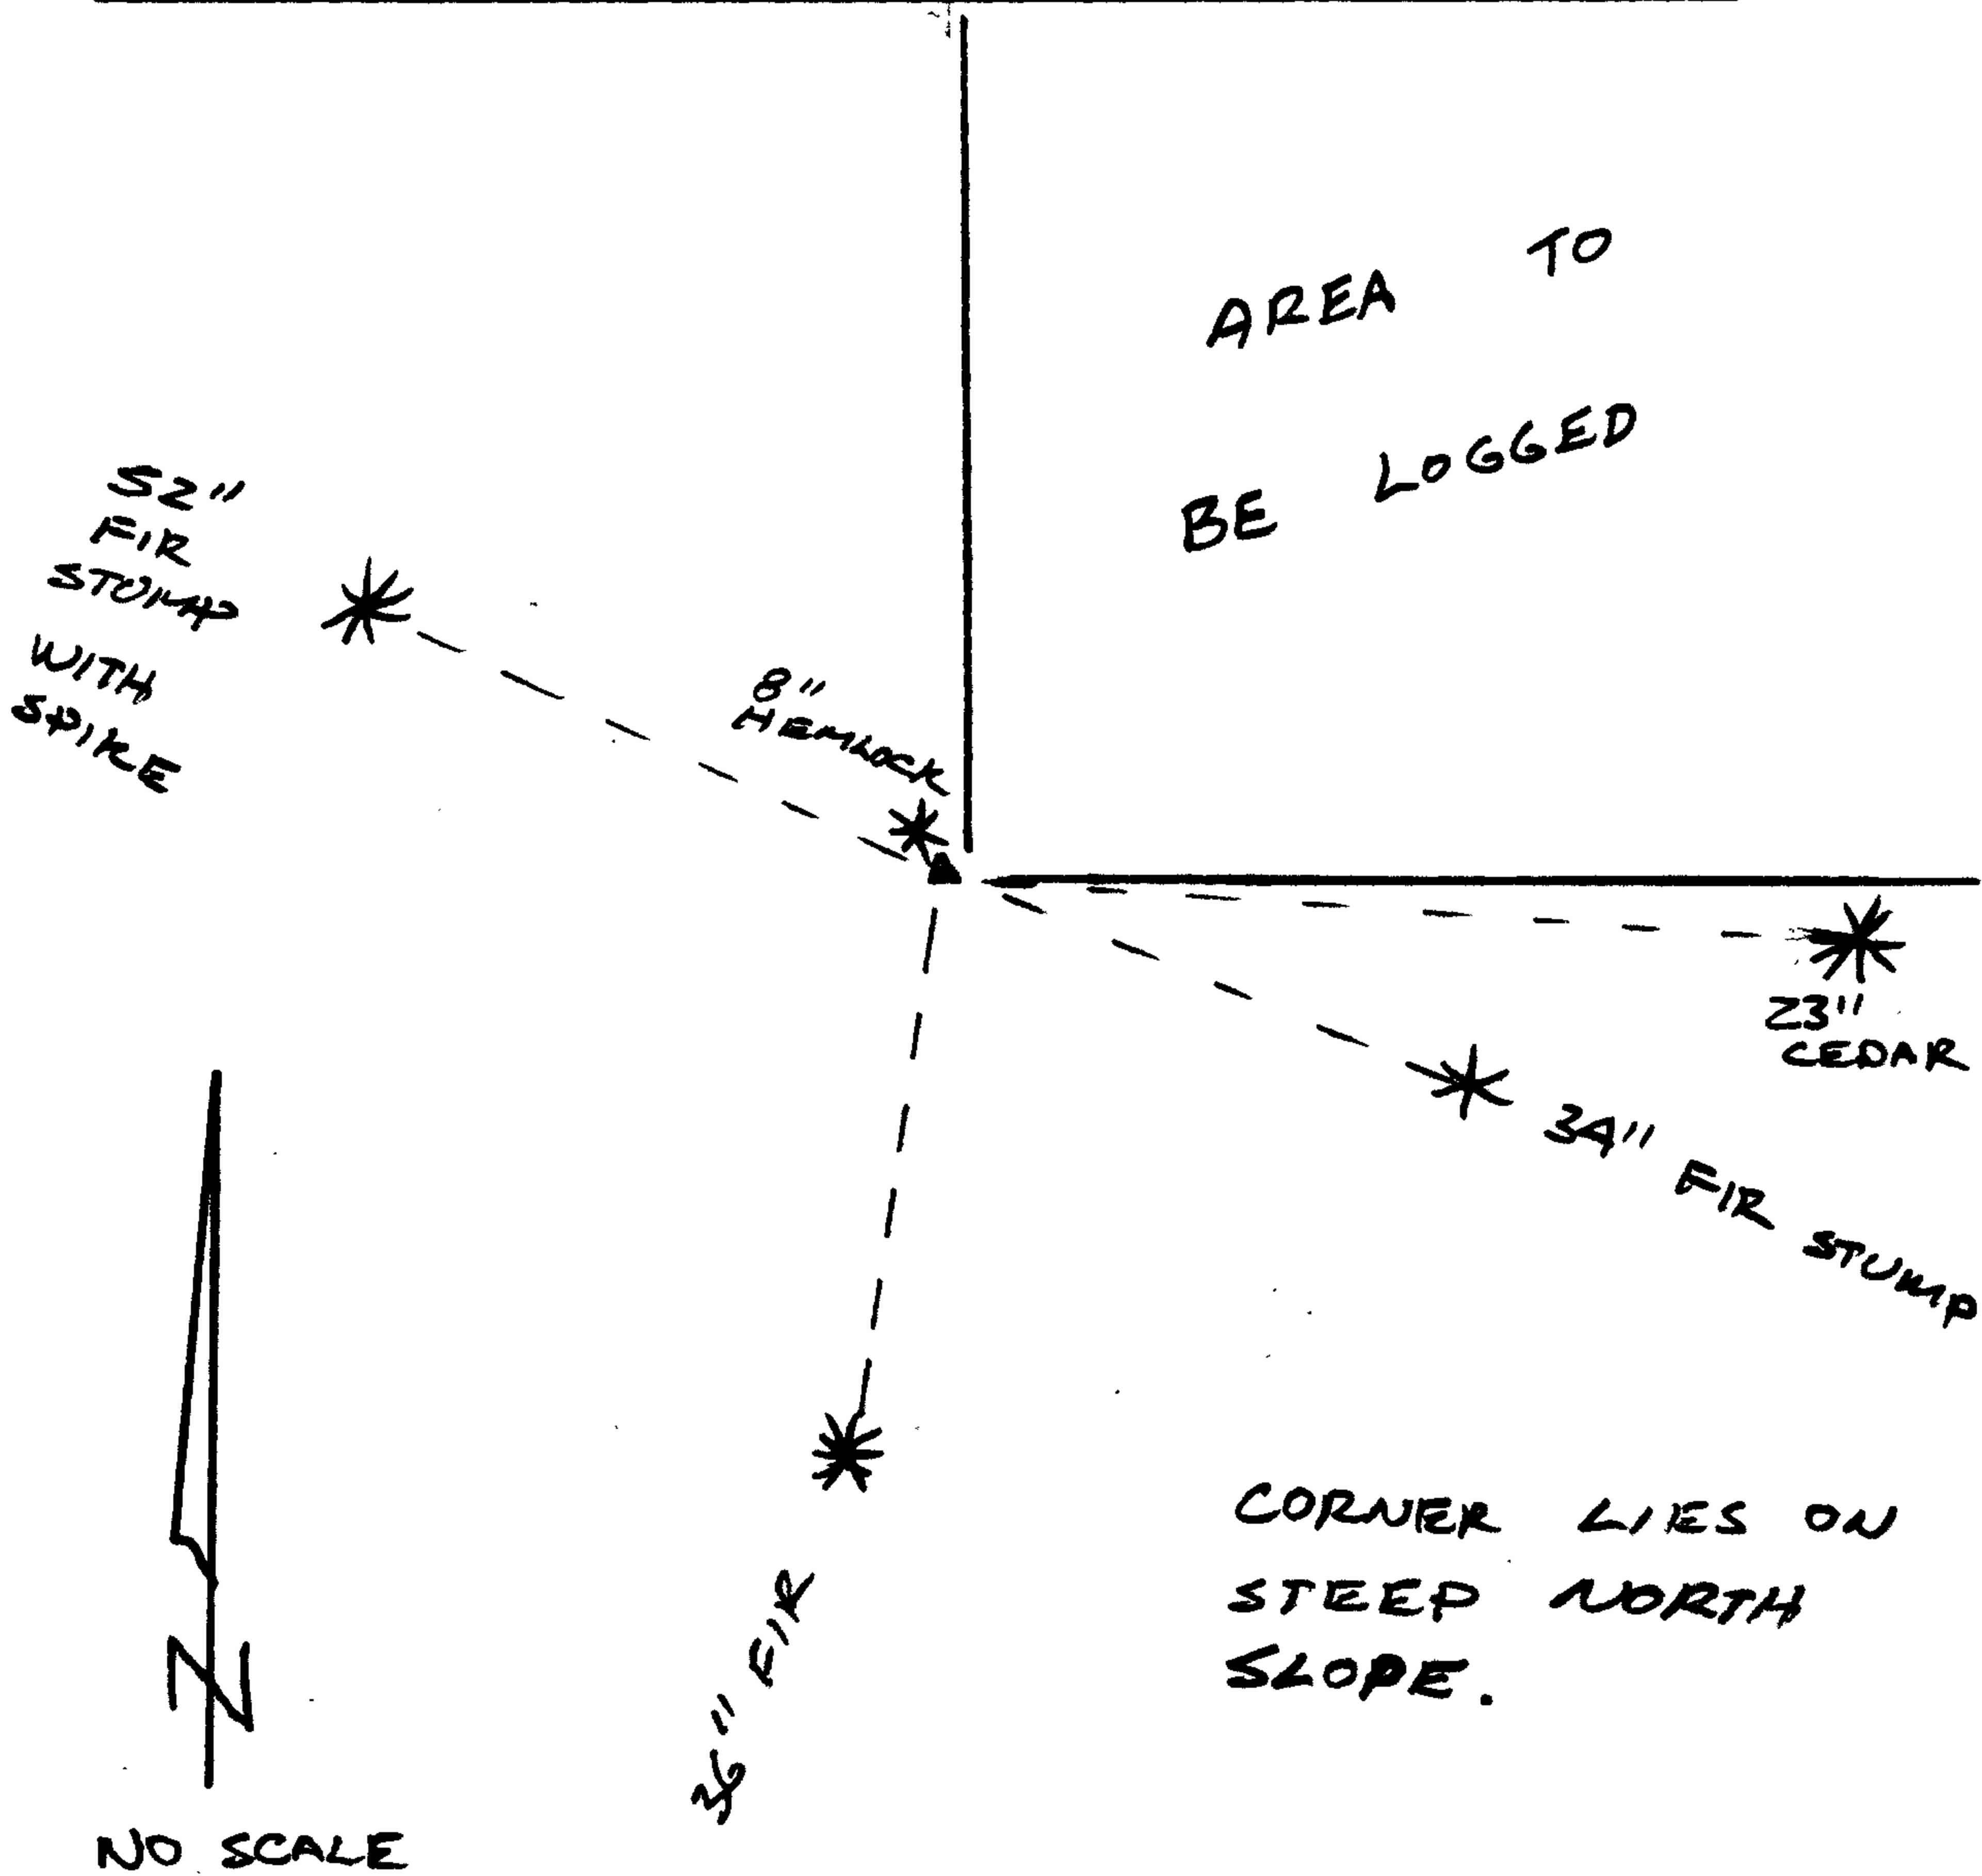 AREA TO
BE LOGGED
52"
FIR
STUMP
WITH
SPIKE
8"
HEMLOCK
23"
CEDAR
34" FIR STUMP
FIR
CORNER LIES ON
STEEP NORTH
SLOPE.
N
NO SCALE